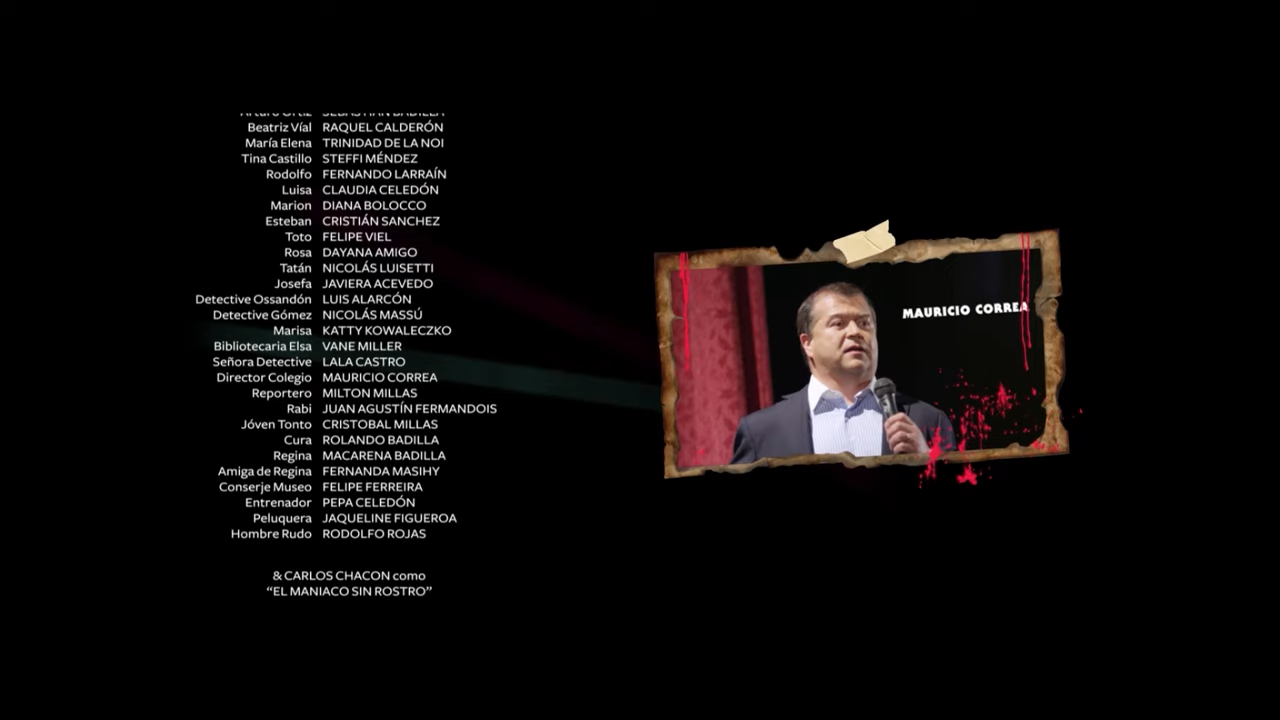 Beatriz Víal RAQUEL CALDERÓN
María Elena TRINIDAD DE LA NOI
Tina Castillo STEFFI MÉNDEZ
Rodolfo FERNANDO LARRAÍN
Luisa CLAUDIA CELEDÓN
Marion DIANA BOLOCCO
Esteban CRISTIÁN SANCHEZ
Toto FELIPE VIEL
Rosa DAYANA AMIGO
Tatán NICOLÁS LUISETTI
Josefa JAVIERA ACEVEDO
Detective Ossandón LUIS ALARCÓN
Detective Gómez NICOLÁS MASSÚ
Marisa KATTY KOWALECZKO
Bibliotecaria Elsa VANE MILLER
Señora Detective LALA CASTRO
Director Colegio MAURICIO CORREA
Reportero MILTON MILLAS
Rabi JUAN AGUSTÍN FERMANDOIS
Jóven Tonto CRISTOBAL MILLAS
Cura ROLANDO BADILLA
Regina MACARENA BADILLA
Amiga de Regina FERNANDA MASIHY
Conserje Museo FELIPE FERREIRA
Entrenador PEPA CELEDÓN
Peluquera JAQUELINE FIGUEROA
Hombre Rudo RODOLFO ROJAS
& CARLOS CHACON como
“EL MANIACO SIN ROSTRO”
MAURICIO CORREA